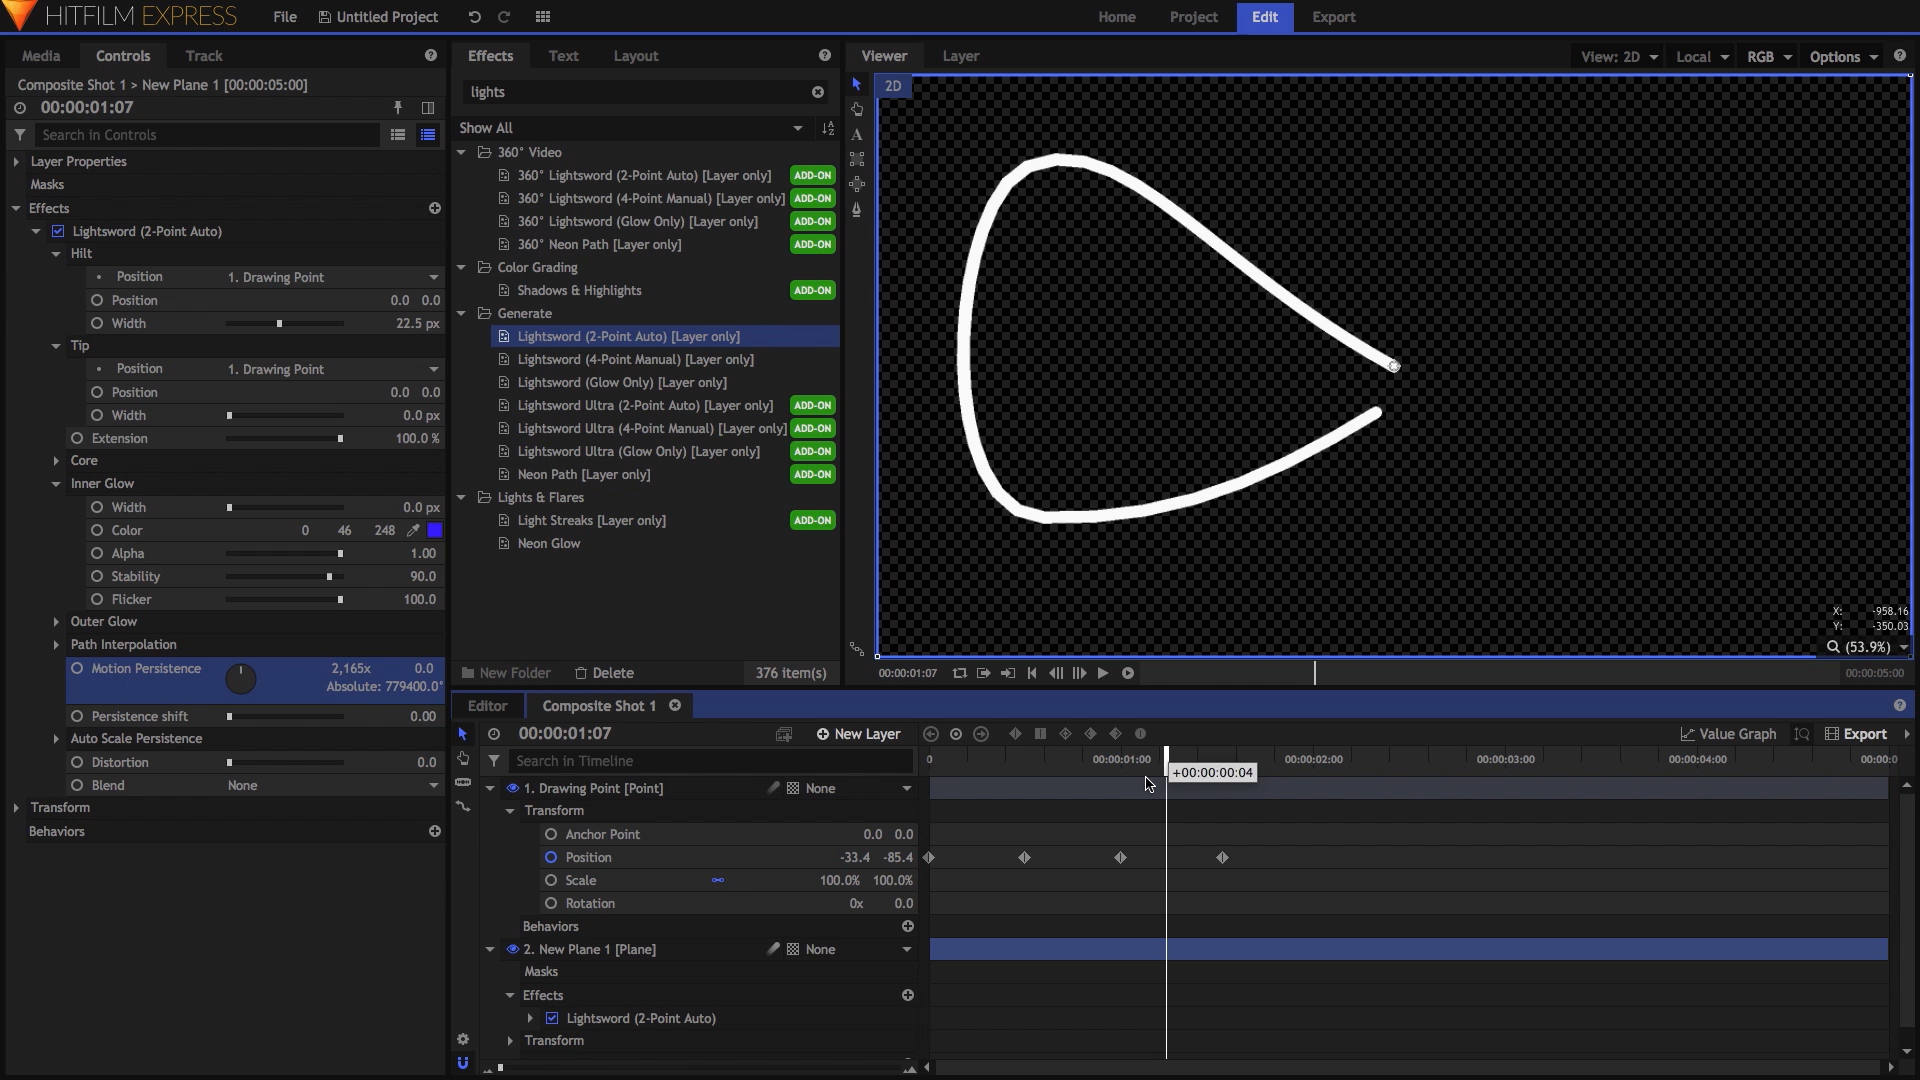 HITFILM EXPRESS
File
Untitled Project
Home
Project
Edit
Export
Media
Controls
Track
Composite Shot 1 > New Plane 1 [00:00:05:00]
00:00:01:07
Search in Controls
Layer Properties
Masks
Effects
Lightsword (2-Point Auto)
Hilt
Position 1. Drawing Point
Position 0.0 0.0
Width 22.5 px
Tip
Position 1. Drawing Point
Position 0.0 0.0
Width 0.0 px
Extension 100.0 %
Core
Inner Glow
Width 0.0 px
Color 0 46 248
Alpha 1.00
Stability 90.0
Flicker 100.0
Outer Glow
Path Interpolation
Motion Persistence 2,165x 0.0
Absolute: 779400.0°
Persistence shift 0.00
Auto Scale Persistence
Distortion 0.0
Blend None
Transform
Behaviors
Effects
Text
Layout
lights
Show All
360° Video
360° Lightsword (2-Point Auto) [Layer only] ADD-ON
360° Lightsword (4-Point Manual) [Layer only] ADD-ON
360° Lightsword (Glow Only) [Layer only] ADD-ON
360° Neon Path [Layer only] ADD-ON
Color Grading
Shadows & Highlights ADD-ON
Generate
Lightsword (2-Point Auto) [Layer only]
Lightsword (4-Point Manual) [Layer only]
Lightsword (Glow Only) [Layer only]
Lightsword Ultra (2-Point Auto) [Layer only] ADD-ON
Lightsword Ultra (4-Point Manual) [Layer only] ADD-ON
Lightsword Ultra (Glow Only) [Layer only] ADD-ON
Neon Path [Layer only] ADD-ON
Lights & Flares
Light Streaks [Layer only] ADD-ON
Neon Glow
New Folder
Delete
376 item(s)
Viewer
Layer
View: 2D
Local
RGB
Options
2D
A
X: -958.16
Y: -350.03
(53.9%)
00:00:01:07
00:00:05:00
Editor
Composite Shot 1
00:00:01:07
New Layer
Value Graph
Export
Search in Timeline
0 00:00:01:00 00:00:02:00 00:00:03:00 00:00:04:00 00:00:0
+00:00:00:04
1. Drawing Point [Point] None
Transform
Anchor Point 0.0 0.0
Position -33.4 -85.4
Scale 100.0% 100.0%
Rotation 0x 0.0
Behaviors
2. New Plane 1 [Plane] None
Masks
Effects
Lightsword (2-Point Auto)
Transform